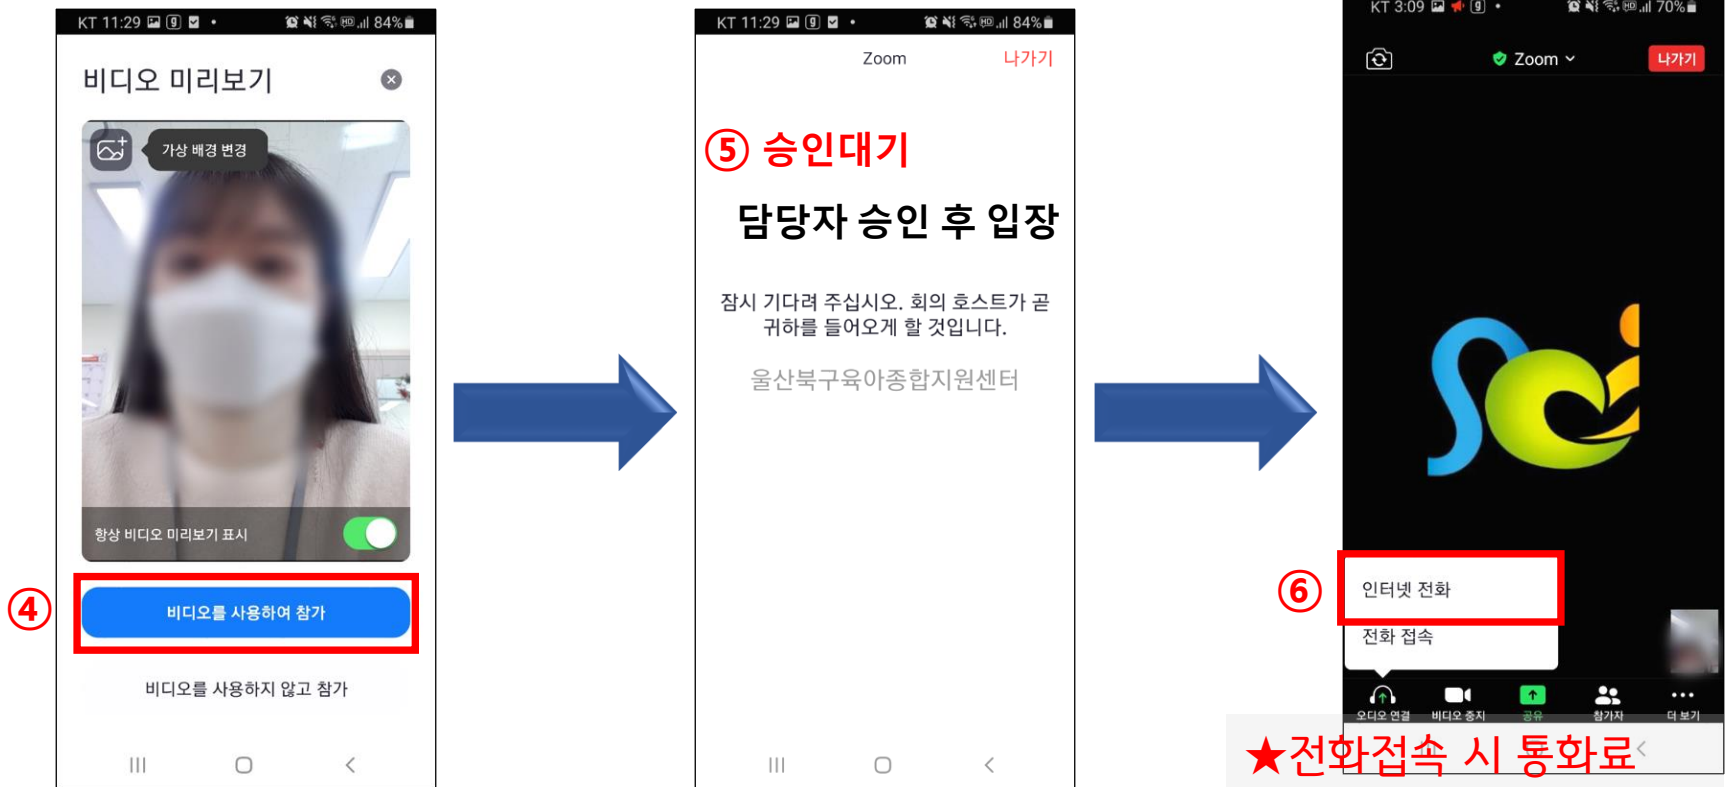 KT 11:29
84%
비디오 미리보기
가상 배경 변경
항상 비디오 미리보기 표시
④
비디오를 사용하여 참가
비디오를 사용하지 않고 참가
KT 11:29
84%
Zoom
나가기
⑤ 승인대기
담당자 승인 후 입장
잠시 기다려 주십시오. 회의 호스트가 곧
귀하를 들어오게 할 것입니다.
울산북구육아종합지원센터
KT 3:09
70%
Zoom
나가기
⑥
인터넷 전화
전화 접속
오디오 연결
비디오 중지
공유
참가자
더 보기
★전화접속 시 통화료